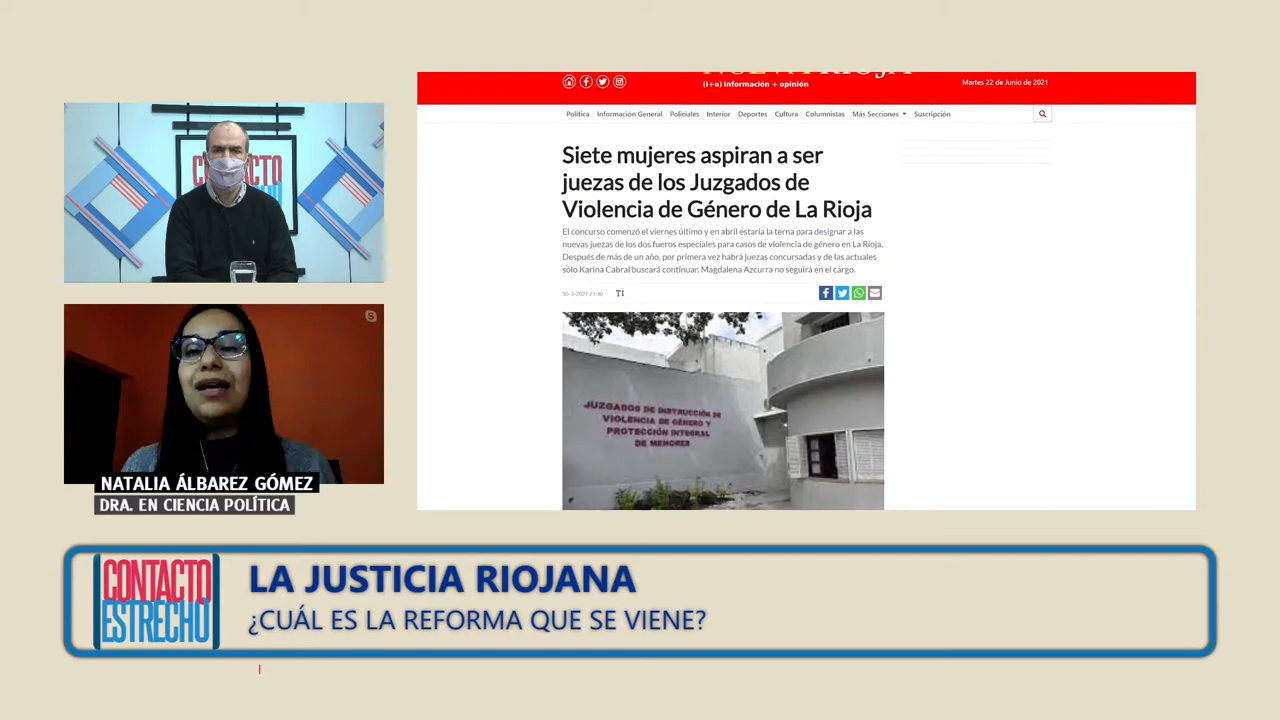 CONTACTO
NATALIA ÁLBAREZ GÓMEZ
DRA. EN CIENCIA POLÍTICA
NUEVA RIOJA
(i+o) información + opinión
Martes 22 de Junio de 2021
Política Información General Policiales Interior Deportes Cultura Columnistas Más Secciones Suscripción
Siete mujeres aspiran a ser
juezas de los Juzgados de
Violencia de Género de La Rioja
El concurso comenzó el viernes último y en abril estaría la terna para designar a las
nuevas juezas de los dos fueros especiales para casos de violencia de género en La Rioja.
Después de más de un año, por primera vez habrá juezas concursadas y de las actuales
sólo Karina Cabral buscará continuar. Magdalena Azcurra no seguirá en el cargo.
JUZGADOS DE INSTRUCCIÓN DE
VIOLENCIA DE GÉNERO Y
PROTECCIÓN INTEGRAL
DE MENORES
CONTACTO
ESTRECHO
LA JUSTICIA RIOJANA
¿CUÁL ES LA REFORMA QUE SE VIENE?